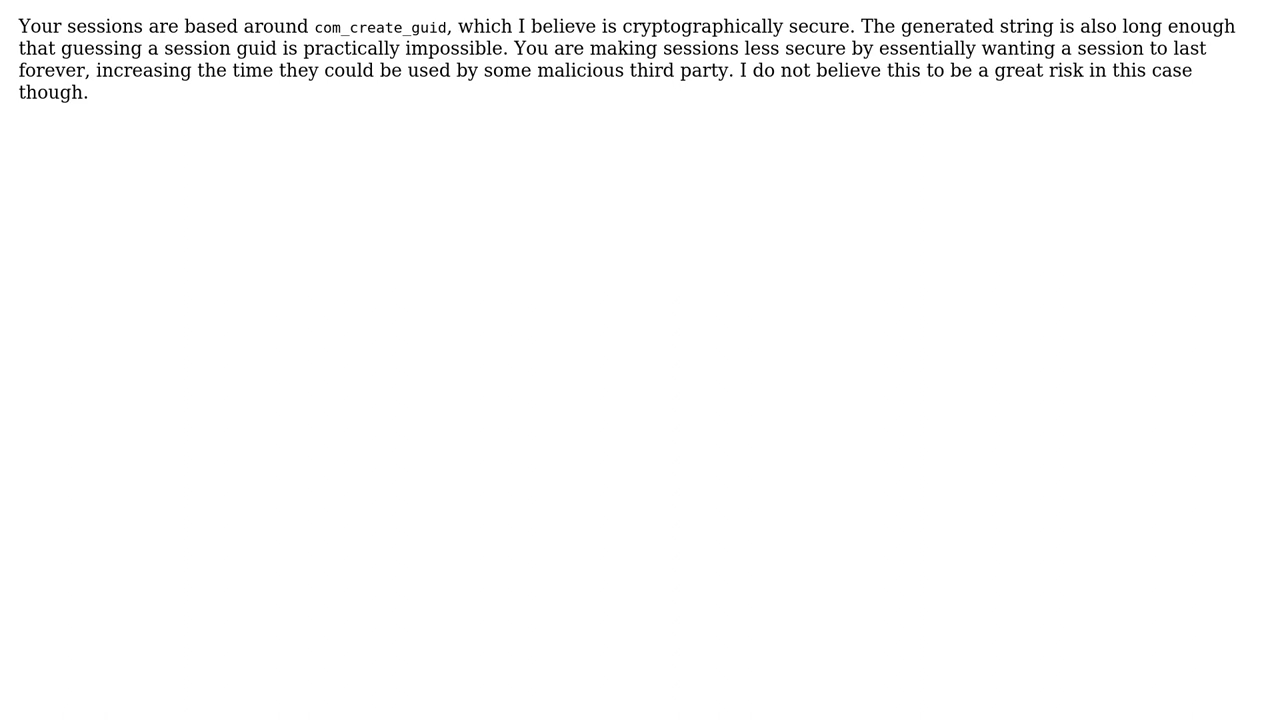 Your sessions are based around com_create_guid, which I believe is cryptographically secure. The generated string is also long enough
that guessing a session guid is practically impossible. You are making sessions less secure by essentially wanting a session to last
forever, increasing the time they could be used by some malicious third party. I do not believe this to be a great risk in this case
though.